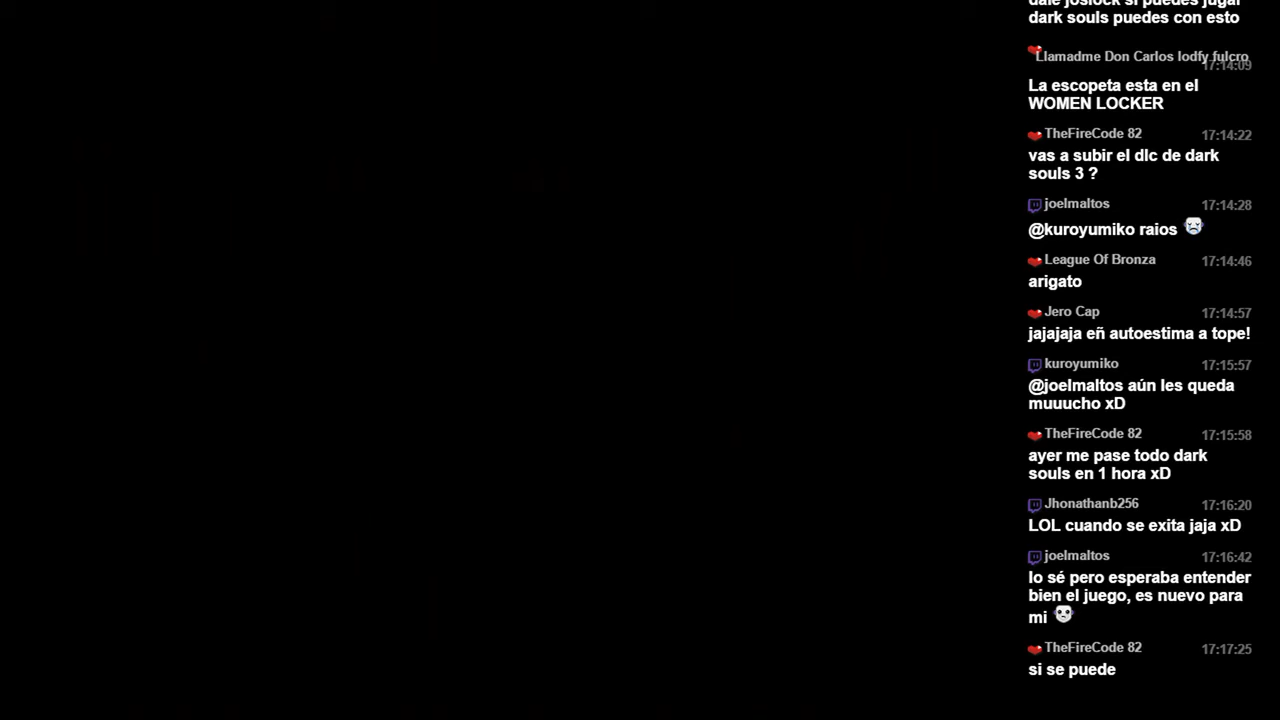 dale joslock si puedes jugar
dark souls puedes con esto
Llamadme Don Carlos lodfy fulcro
17:14:09
La escopeta esta en el
WOMEN LOCKER
TheFireCode 82 17:14:22
vas a subir el dlc de dark
souls 3 ?
joelmaltos 17:14:28
@kuroyumiko raios
League Of Bronza 17:14:46
arigato
Jero Cap 17:14:57
jajajaja eñ autoestima a tope!
kuroyumiko 17:15:57
@joelmaltos aún les queda
muuucho xD
TheFireCode 82 17:15:58
ayer me pase todo dark
souls en 1 hora xD
Jhonathanb256 17:16:20
LOL cuando se exita jaja xD
joelmaltos 17:16:42
lo sé pero esperaba entender
bien el juego, es nuevo para
mi
TheFireCode 82 17:17:25
si se puede